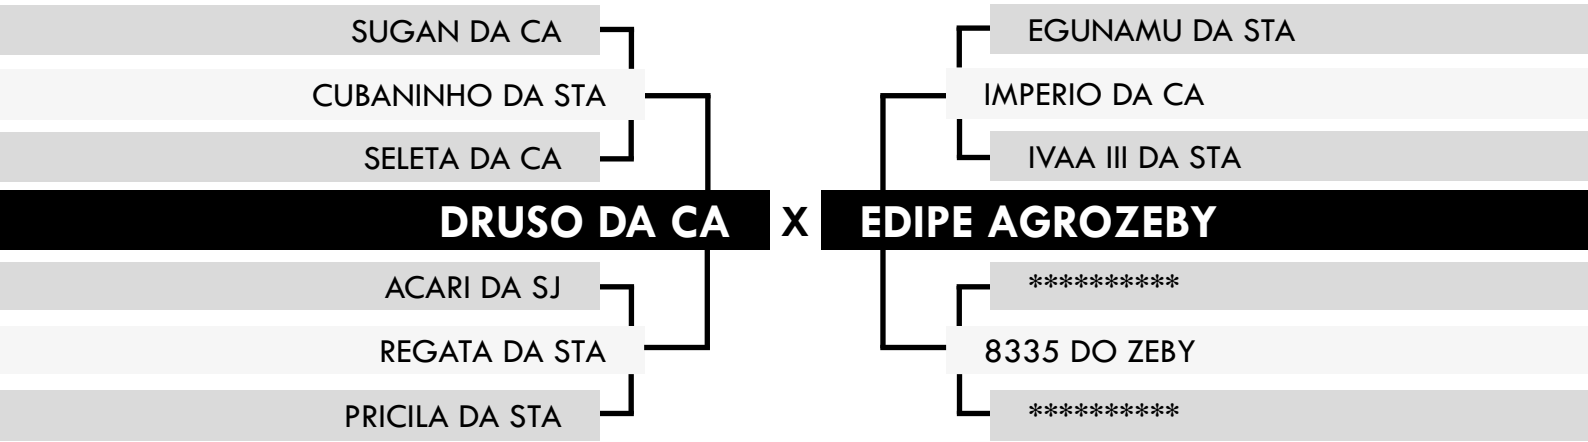 SUGAN DA CA
CUBANINHO DA STA
SELETA DA CA
EGUNAMU DA STA
IMPERIO DA CA
IVAA III DA STA
DRUSO DA CA X EDIPE AGROZEBY
ACARI DA SJ
REGATA DA STA
PRICILA DA STA
**********
8335 DO ZEBY
**********